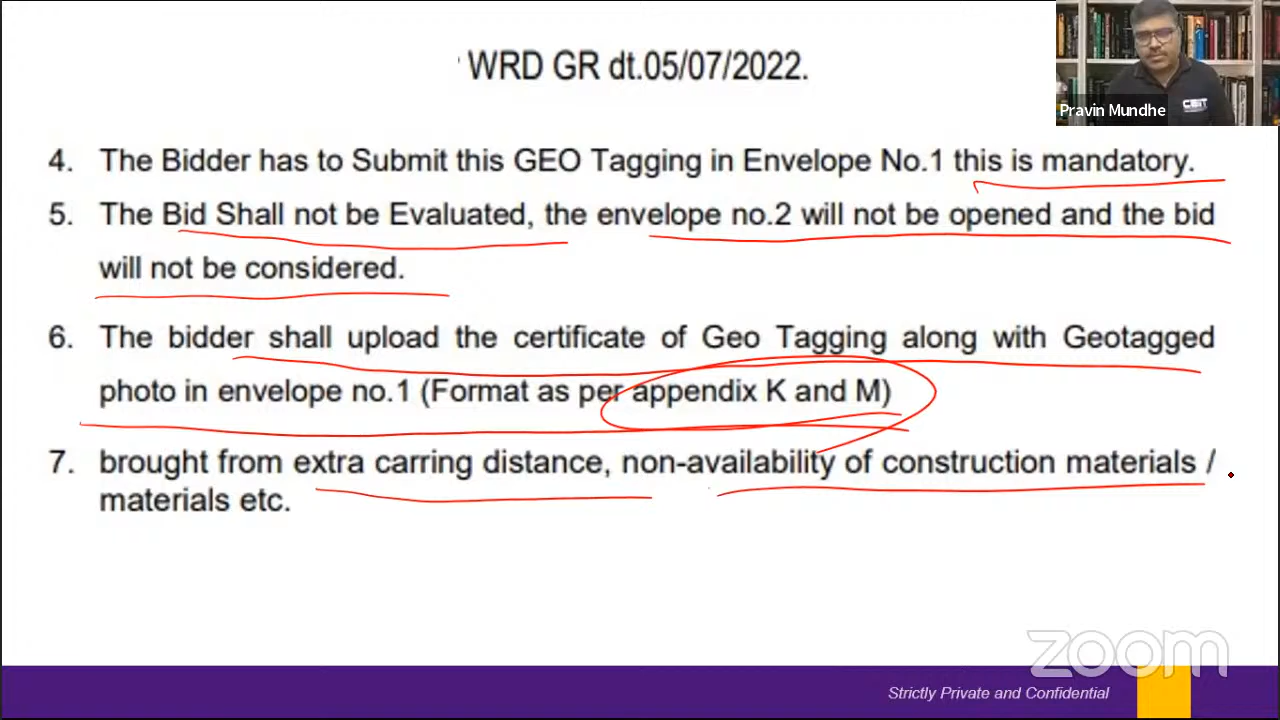 WRD GR dt.05/07/2022.
Pravin Mundhe
4. The Bidder has to Submit this GEO Tagging in Envelope No.1 this is mandatory.
5. The Bid Shall not be Evaluated, the envelope no.2 will not be opened and the bid
will not be considered.
6. The bidder shall upload the certificate of Geo Tagging along with Geotagged
photo in envelope no.1 (Format as per appendix K and M)
7. brought from extra carring distance, non-availability of construction materials /
materials etc.
zoom
Strictly Private and Confidential